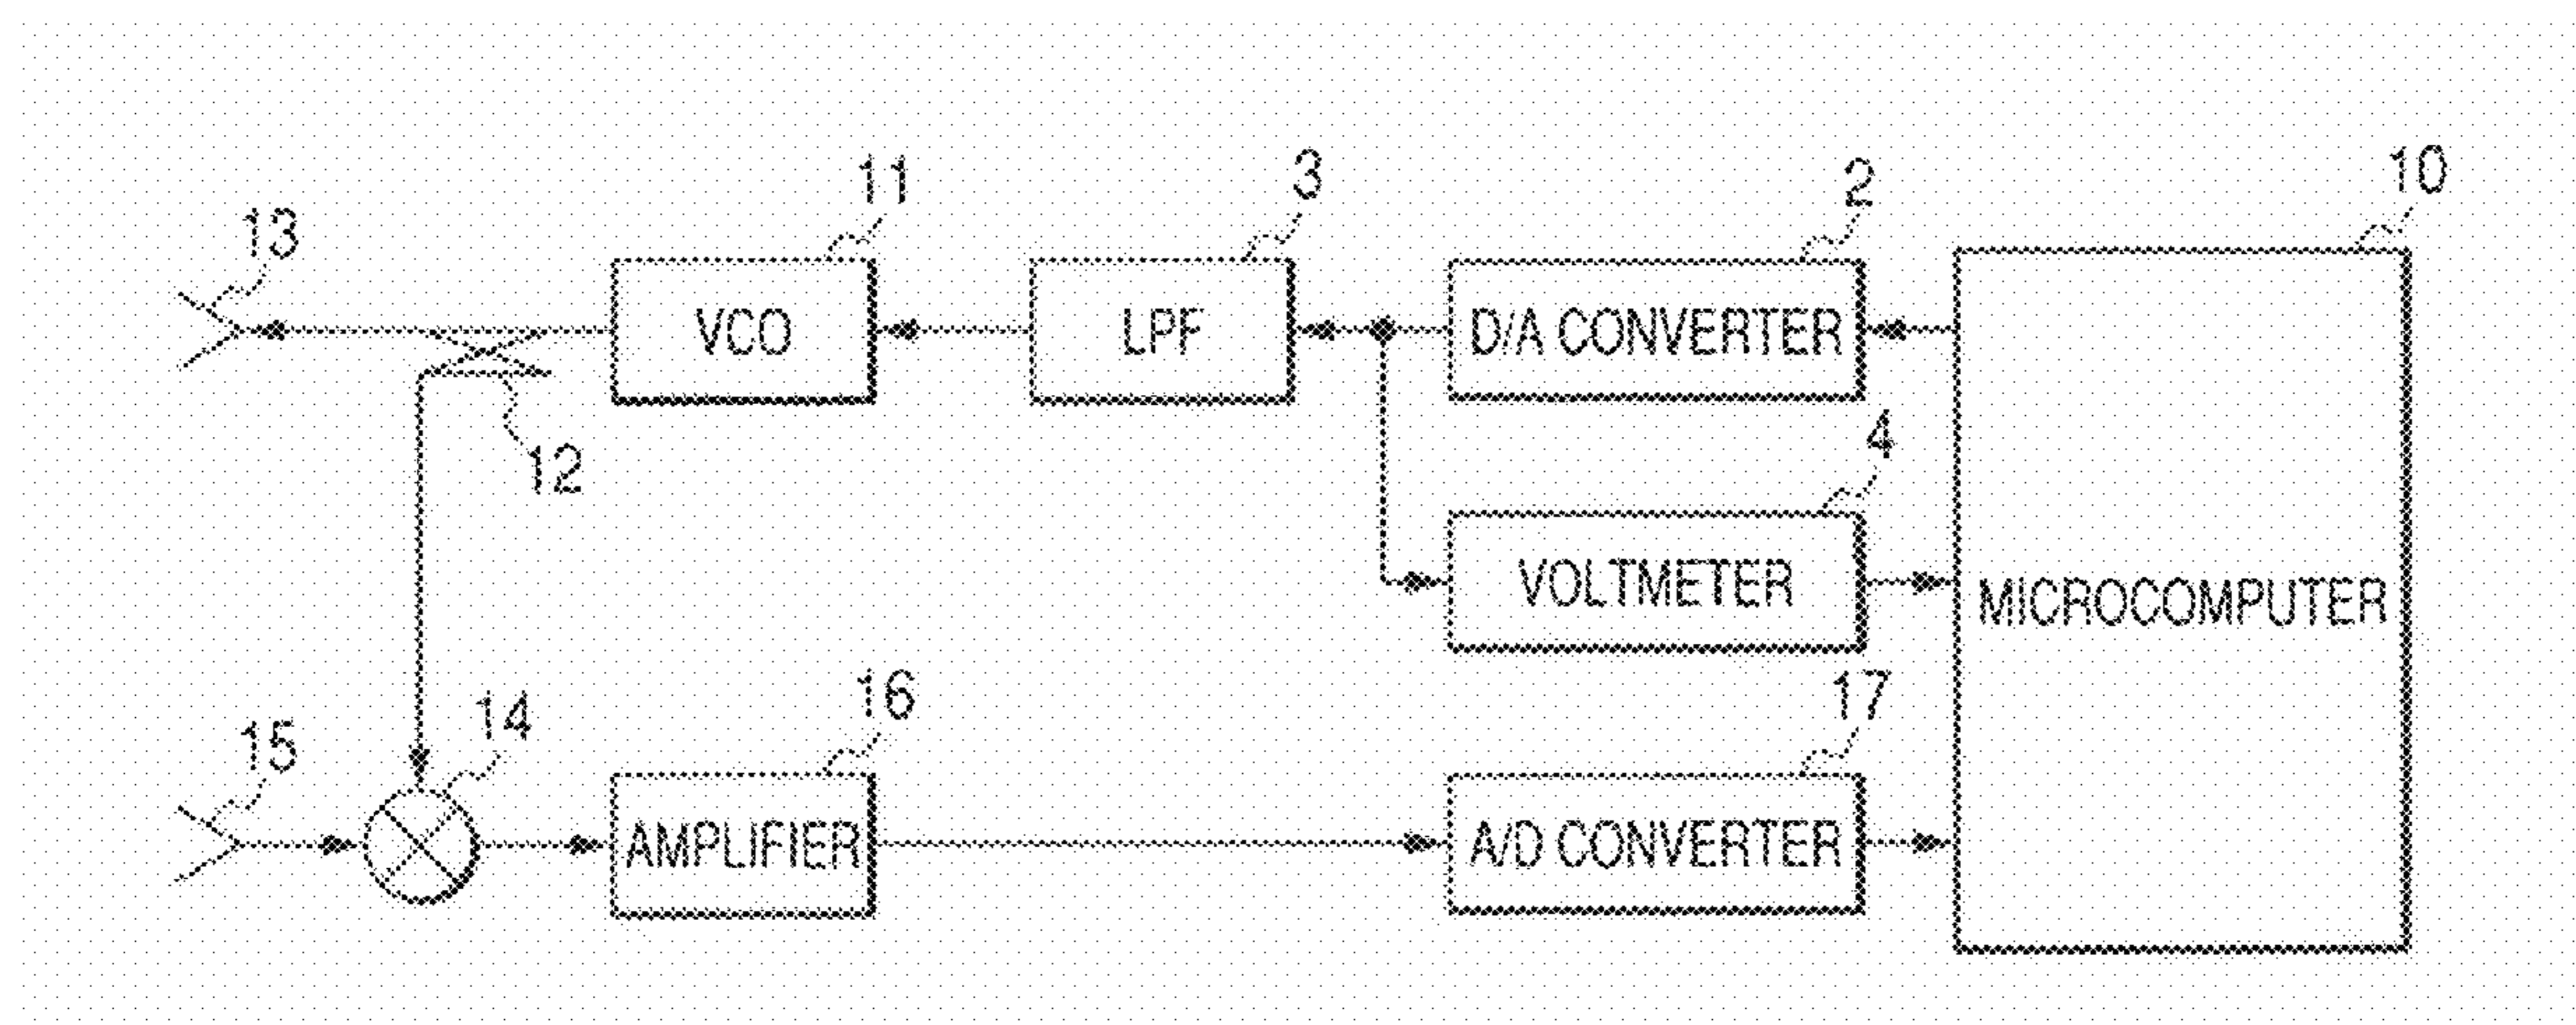 13
11
3
2
10
VCO
LPF
D/A CONVERTER
12
4
VOLTMETER
MICROCOMPUTER
15
14
16
17
AMPLIFIER
A/D CONVERTER